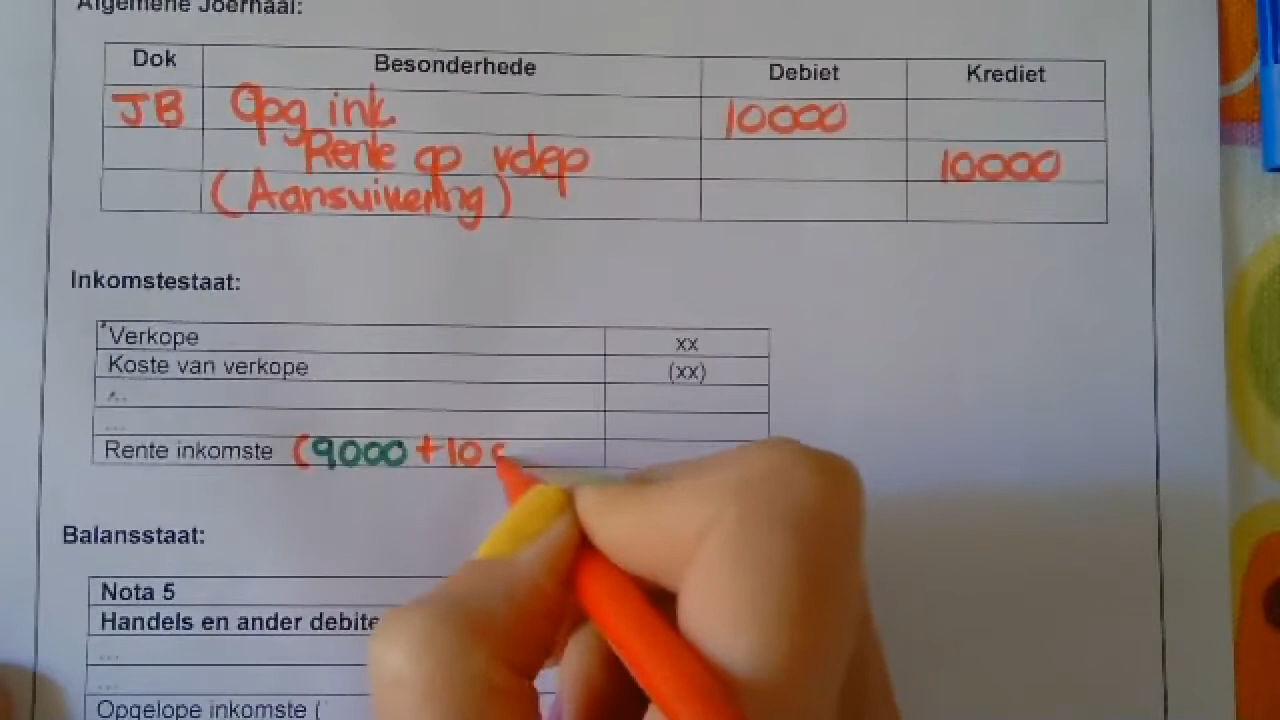 Algemene Joernaal:
Dok Besonderhede Debiet Krediet
JB Opg ink. 10000
Rente op vdep 10000
(Aansuiwering)
Inkomstestaat:
Verkope xx
Koste van verkope (xx)
...
...
Rente inkomste (9000 + 10
Balansstaat:
Nota 5
Handels en ander debite
...
...
Opgelope inkomste (